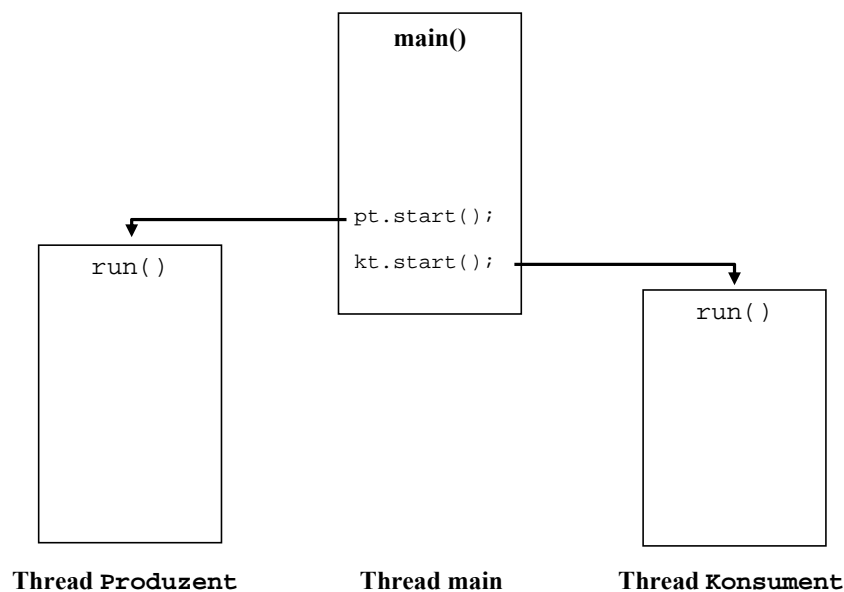 main()
pt.start();
kt.start();
run()
run()
Thread Produzent
Thread main
Thread Konsument